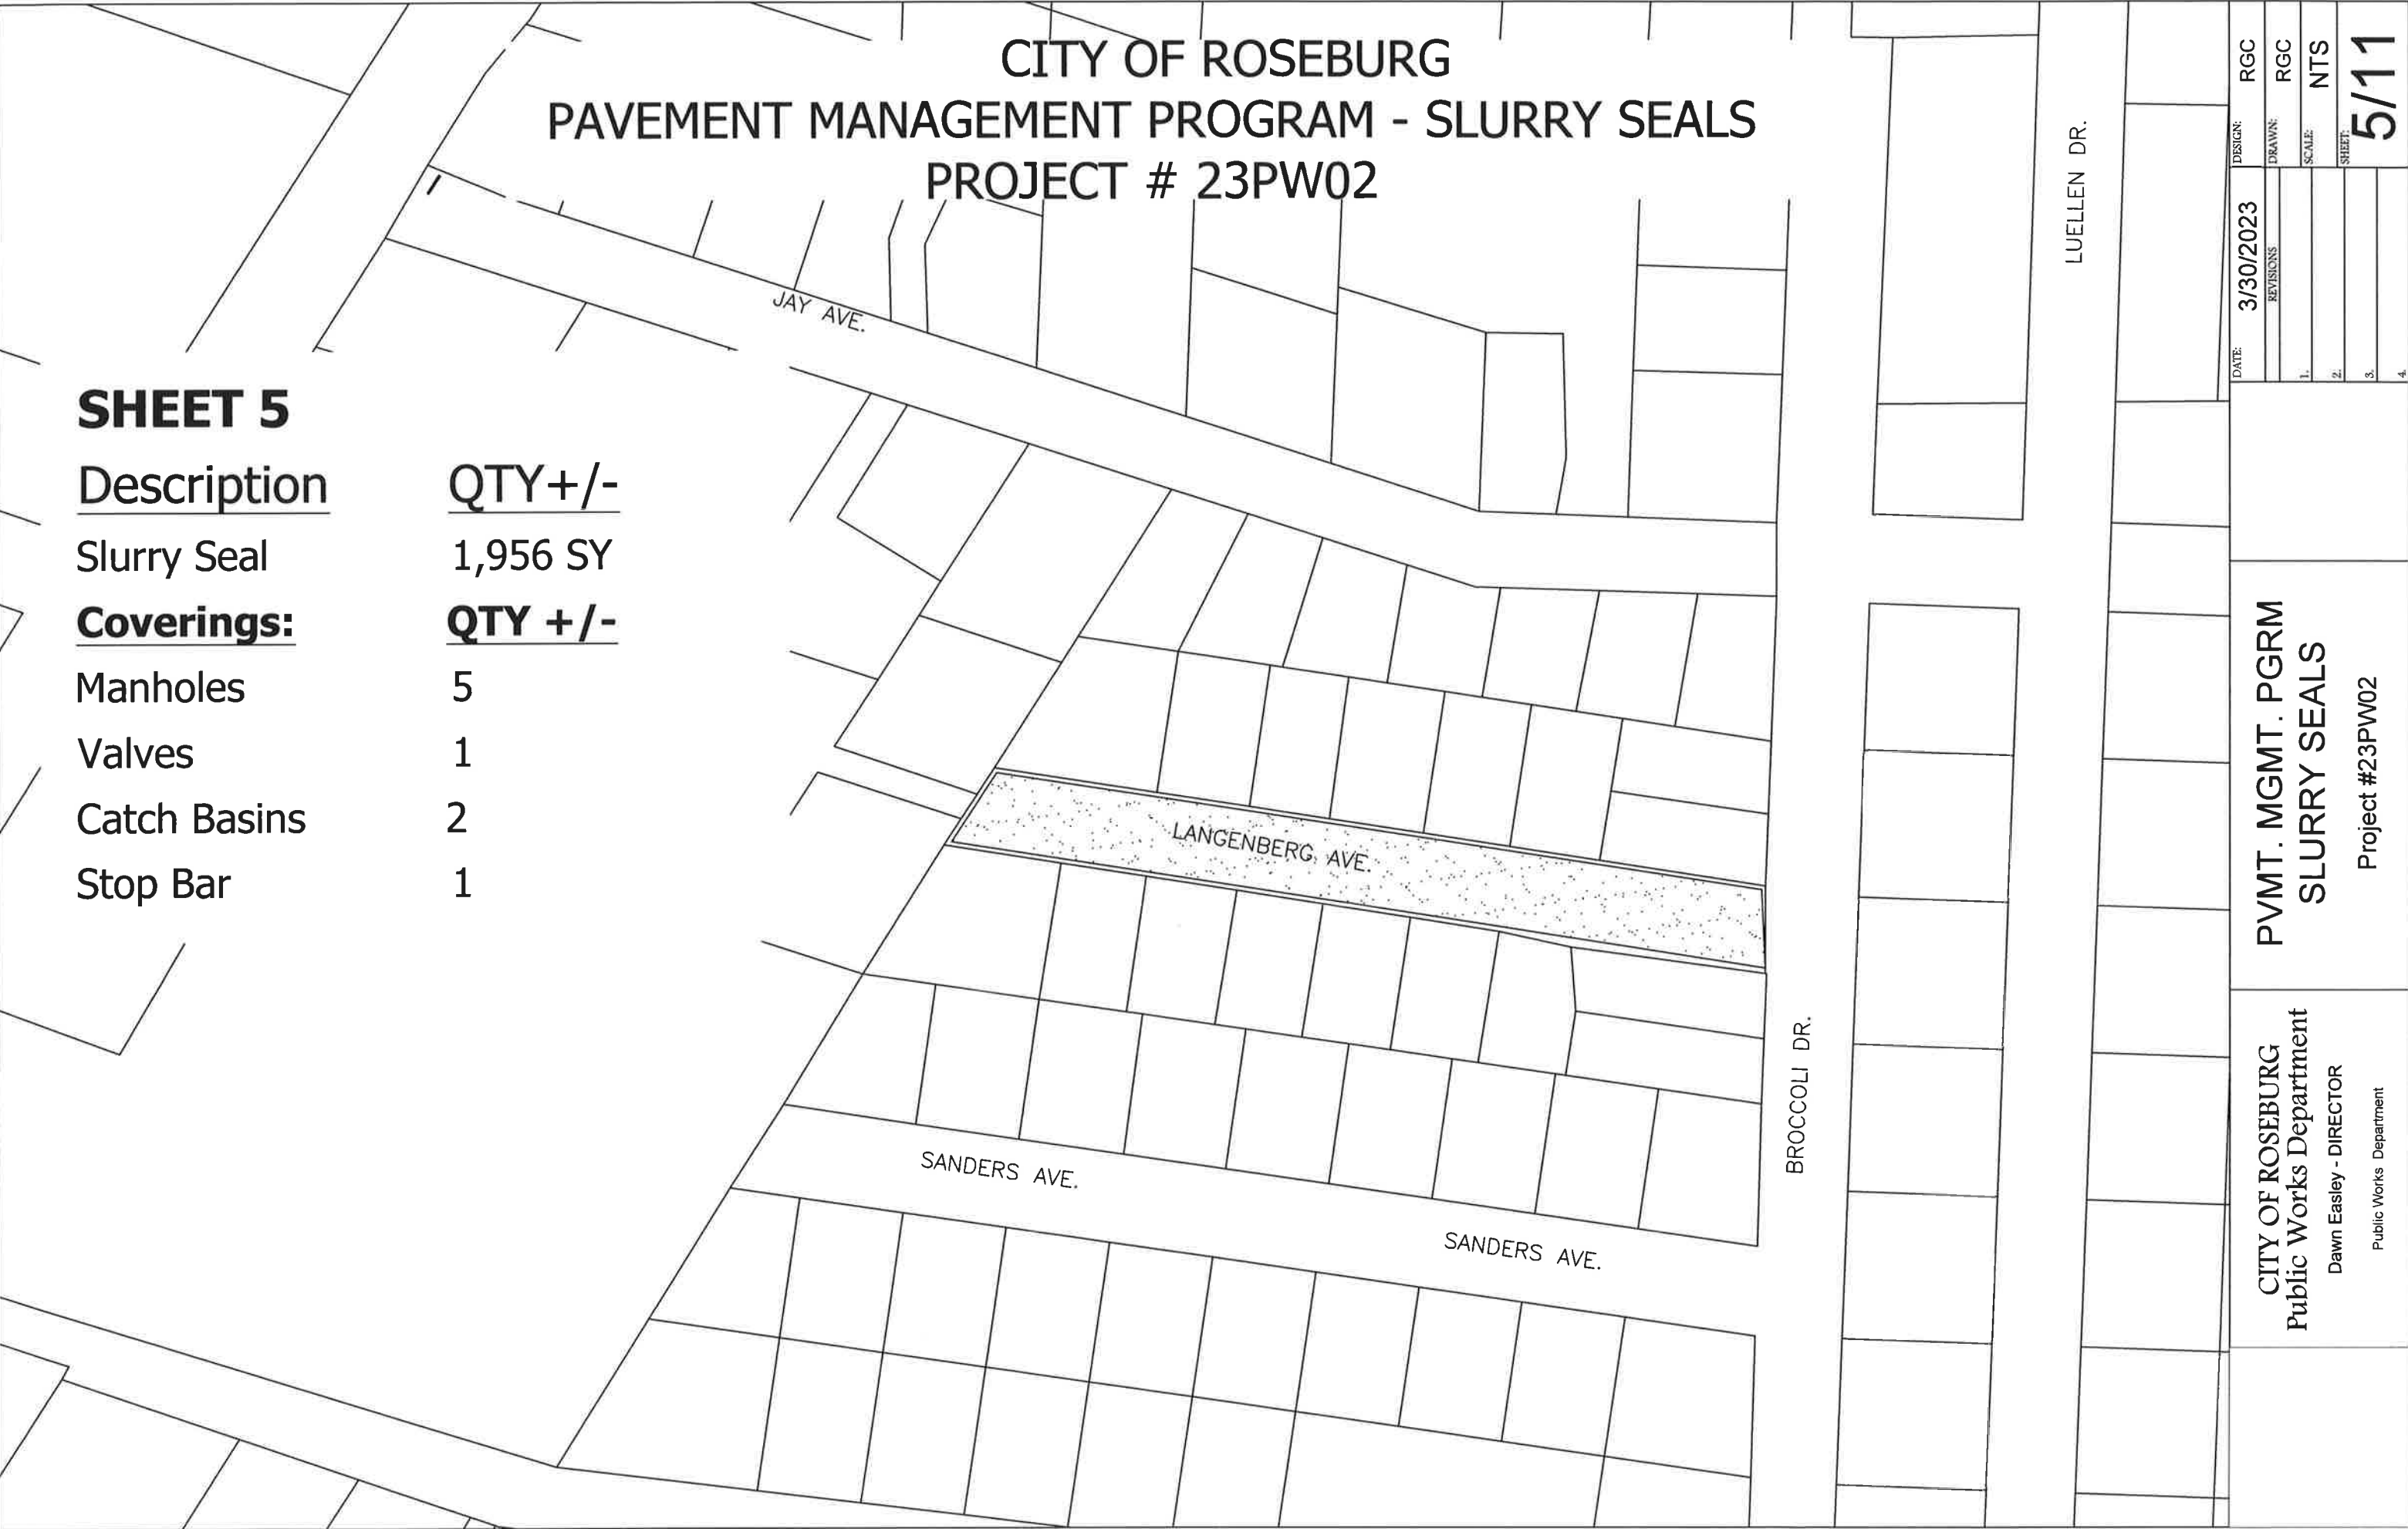 CITY OF ROSEBURG
PAVEMENT MANAGEMENT PROGRAM - SLURRY SEALS
PROJECT # 23PW02
SHEET 5
Description QTY+/-
Slurry Seal 1,956 SY
Coverings: QTY +/-
Manholes 5
Valves 1
Catch Basins 2
Stop Bar 1
JAY AVE.
LANGENBERG AVE.
SANDERS AVE.
SANDERS AVE.
BROCCOLI DR.
LUELLEN DR.
CITY OF ROSEBURG
Public Works Department
Dawn Easley - DIRECTOR
Public Works Department
PVMT. MGMT. PGRM
SLURRY SEALS
Project #23PW02
DATE: 3/30/2023
REVISIONS
1.
2.
3.
4.
DESIGN: RGC
DRAWN: RGC
SCALE: NTS
SHEET: 5/11